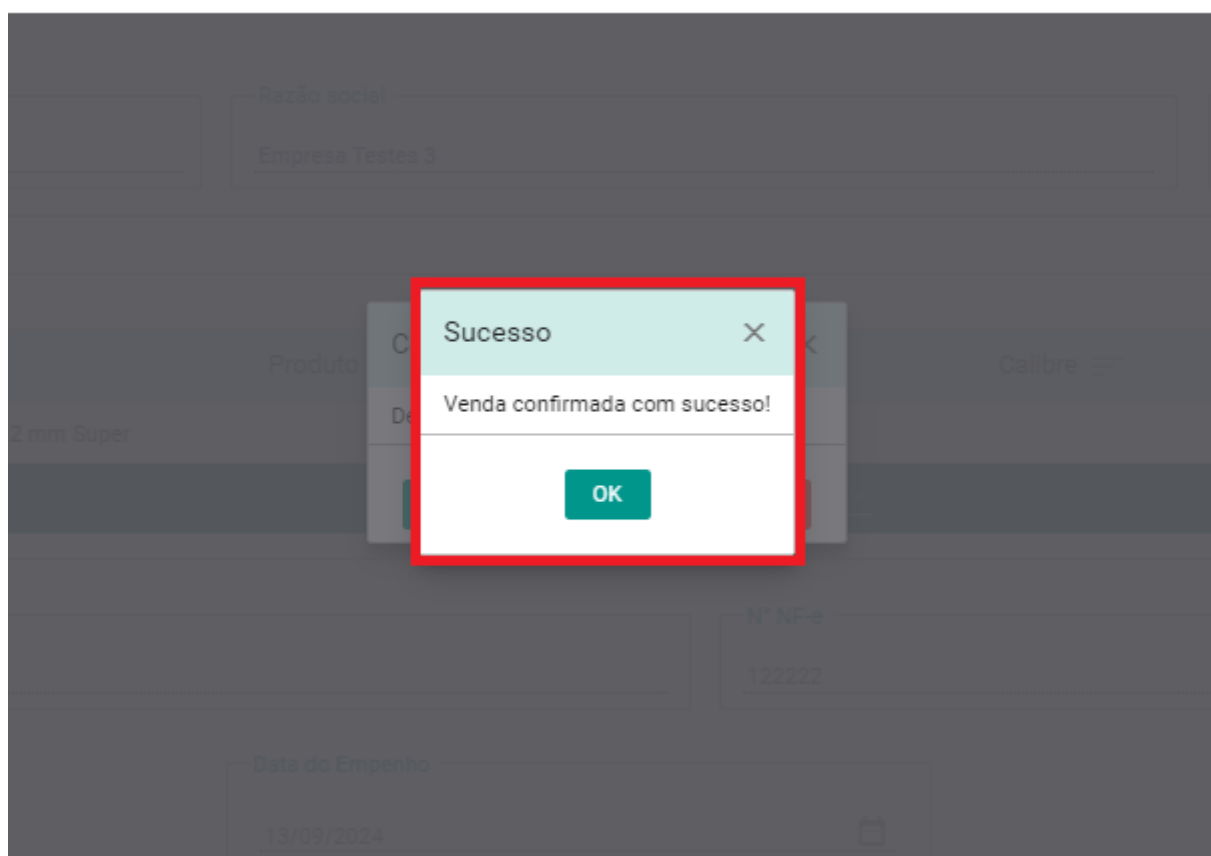 Razão social
Empresa Testes 3
Sucesso
C
Produto
Calibre
Venda confirmada com sucesso!
De
2 mm Super
OK
N° NF-e
122222
Data do Empenho
13/09/2024